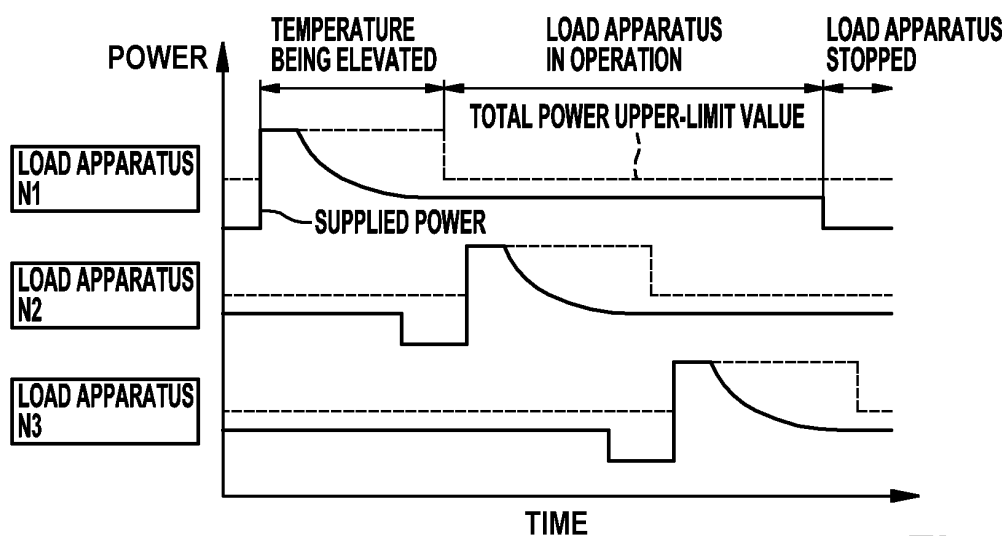 TEMPERATURE
BEING ELEVATED
LOAD APPARATUS
IN OPERATION
LOAD APPARATUS
STOPPED
POWER
TOTAL POWER UPPER-LIMIT VALUE
LOAD APPARATUS
N1
SUPPLIED POWER
LOAD APPARATUS
N2
LOAD APPARATUS
N3
TIME